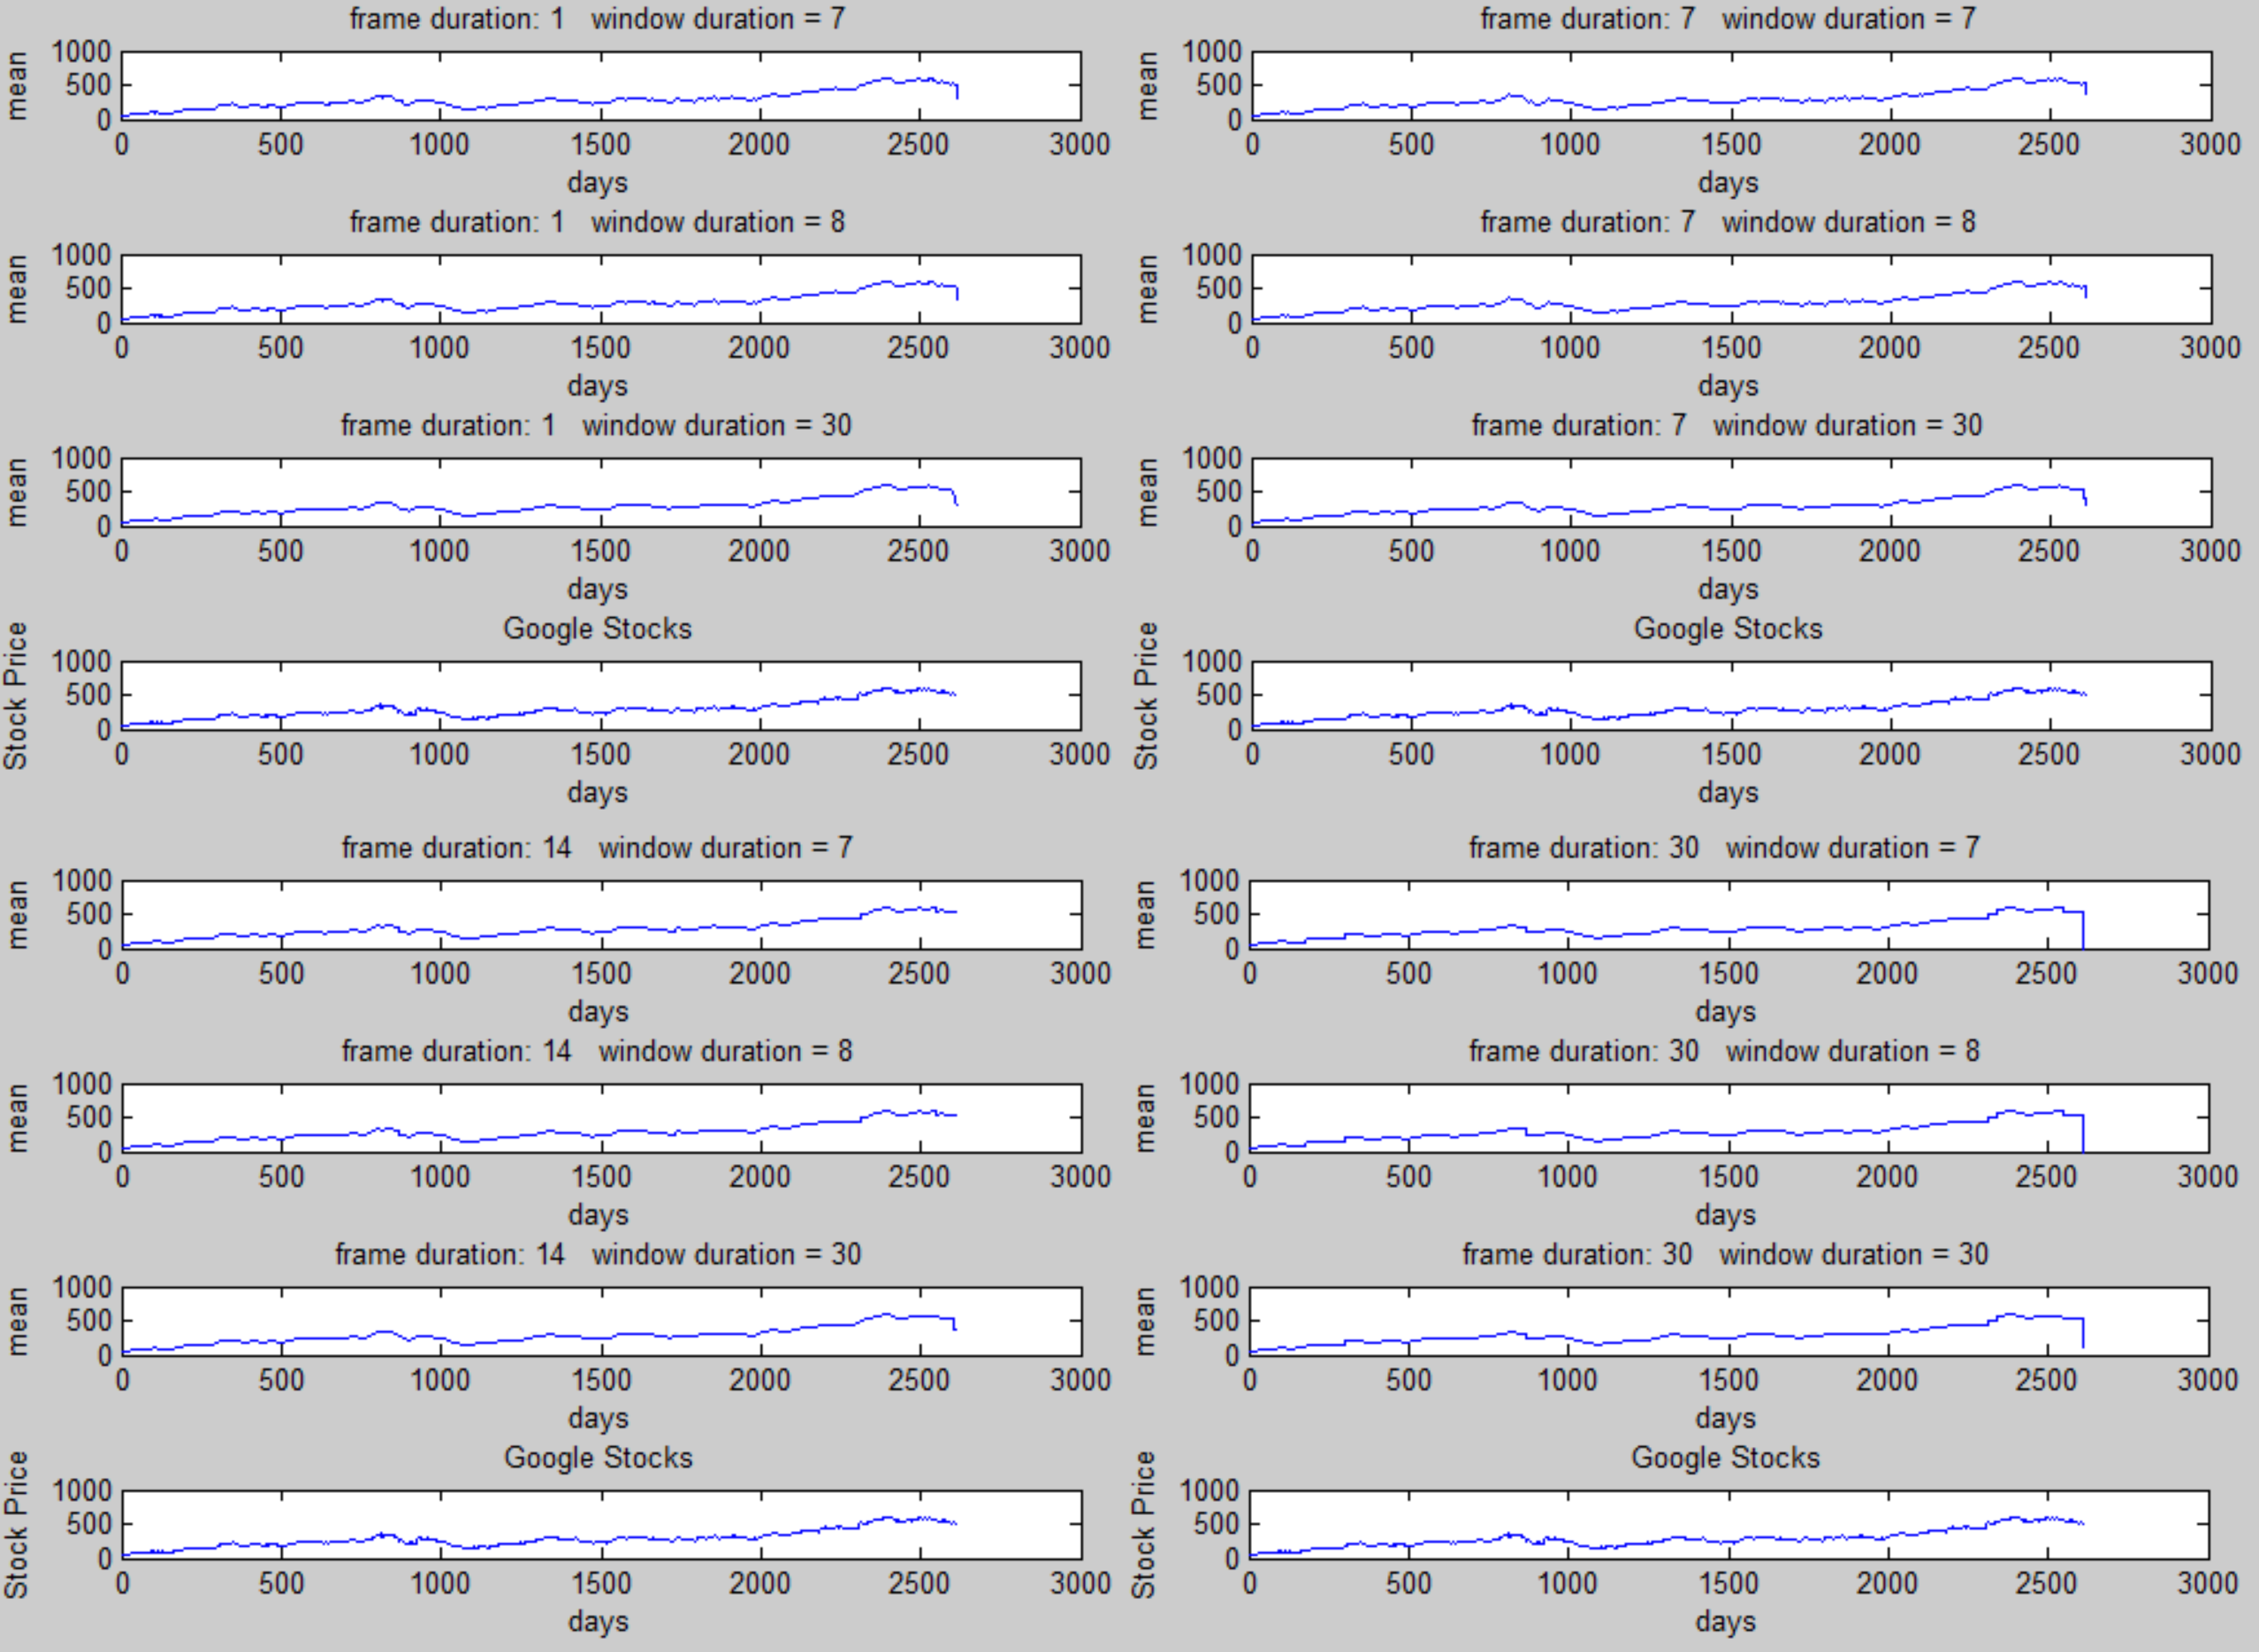 frame duration: 1   window duration = 7
mean
1000
500
0
0 500 1000 1500 2000 2500 3000
days
frame duration: 1   window duration = 8
mean
1000
500
0
0 500 1000 1500 2000 2500 3000
days
frame duration: 1   window duration = 30
mean
1000
500
0
0 500 1000 1500 2000 2500 3000
days
Google Stocks
Stock Price
1000
500
0
0 500 1000 1500 2000 2500 3000
days
frame duration: 7   window duration = 7
mean
1000
500
0
0 500 1000 1500 2000 2500 3000
days
frame duration: 7   window duration = 8
mean
1000
500
0
0 500 1000 1500 2000 2500 3000
days
frame duration: 7   window duration = 30
mean
1000
500
0
0 500 1000 1500 2000 2500 3000
days
Google Stocks
Stock Price
1000
500
0
0 500 1000 1500 2000 2500 3000
days
frame duration: 14   window duration = 7
mean
1000
500
0
0 500 1000 1500 2000 2500 3000
days
frame duration: 14   window duration = 8
mean
1000
500
0
0 500 1000 1500 2000 2500 3000
days
frame duration: 14   window duration = 30
mean
1000
500
0
0 500 1000 1500 2000 2500 3000
days
Google Stocks
Stock Price
1000
500
0
0 500 1000 1500 2000 2500 3000
days
frame duration: 30   window duration = 7
mean
1000
500
0
0 500 1000 1500 2000 2500 3000
days
frame duration: 30   window duration = 8
mean
1000
500
0
0 500 1000 1500 2000 2500 3000
days
frame duration: 30   window duration = 30
mean
1000
500
0
0 500 1000 1500 2000 2500 3000
days
Google Stocks
Stock Price
1000
500
0
0 500 1000 1500 2000 2500 3000
days